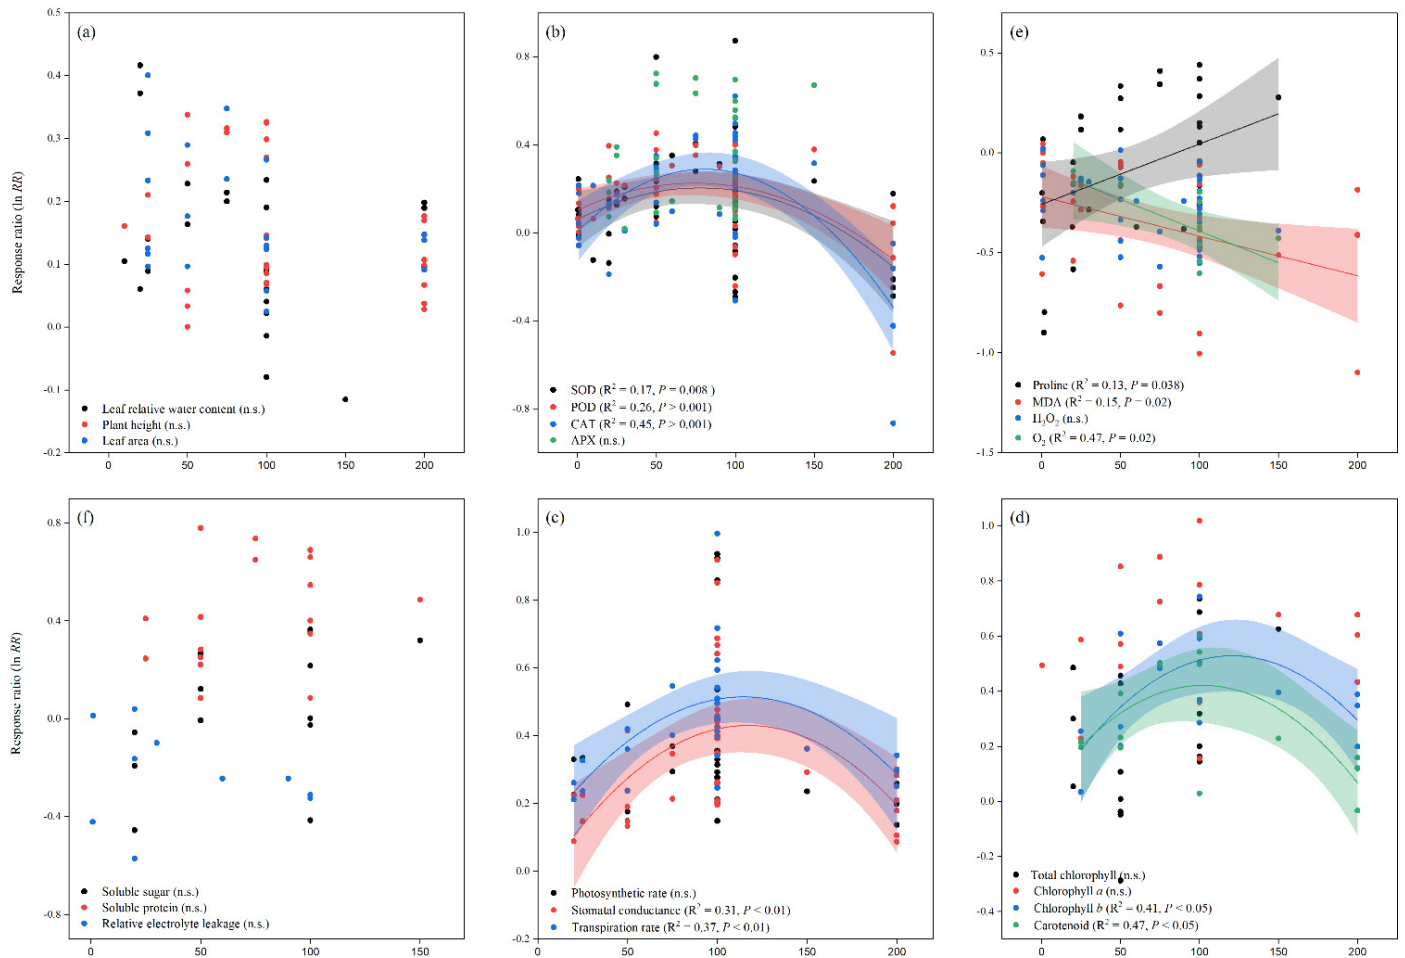 (a)
0.5
0.4
0.3
0.2
0.1
0.0
-0.1
-0.2
Response ratio (ln RR)
Leaf relative water content (n.s.)
Plant height (n.s.)
Leaf area (n.s.)
0 50 100 150 200
(b)
0.8
0.4
0.0
-0.4
-0.8
SOD (R² = 0.17, P = 0.008 )
POD (R² = 0.26, P > 0.001)
CAT (R² = 0.45, P > 0.001)
APX (n.s.)
0 50 100 150 200
(e)
0.5
0.0
-0.5
-1.0
-1.5
Proline (R² = 0.13, P = 0.038)
MDA (R² = 0.15, P = 0.02)
H₂O₂ (n.s.)
O₂ (R² = 0.47, P = 0.02)
0 50 100 150 200
(f)
0.8
0.4
0.0
-0.4
-0.8
Response ratio (ln RR)
Soluble sugar (n.s.)
Soluble protein (n.s.)
Relative electrolyte leakage (n.s.)
0 50 100 150
(c)
1.0
0.8
0.6
0.4
0.2
0.0
-0.2
Photosynthetic rate (n.s.)
Stomatal conductance (R² = 0.31, P < 0.01)
Transpiration rate (R² = 0.37, P < 0.01)
0 50 100 150 200
(d)
1.0
0.8
0.6
0.4
0.2
0.0
-0.2
-0.4
Total chlorophyll (n.s.)
Chlorophyll a (n.s.)
Chlorophyll b (R² = 0.41, P < 0.05)
Carotenoid (R² = 0.47, P < 0.05)
0 50 100 150 200